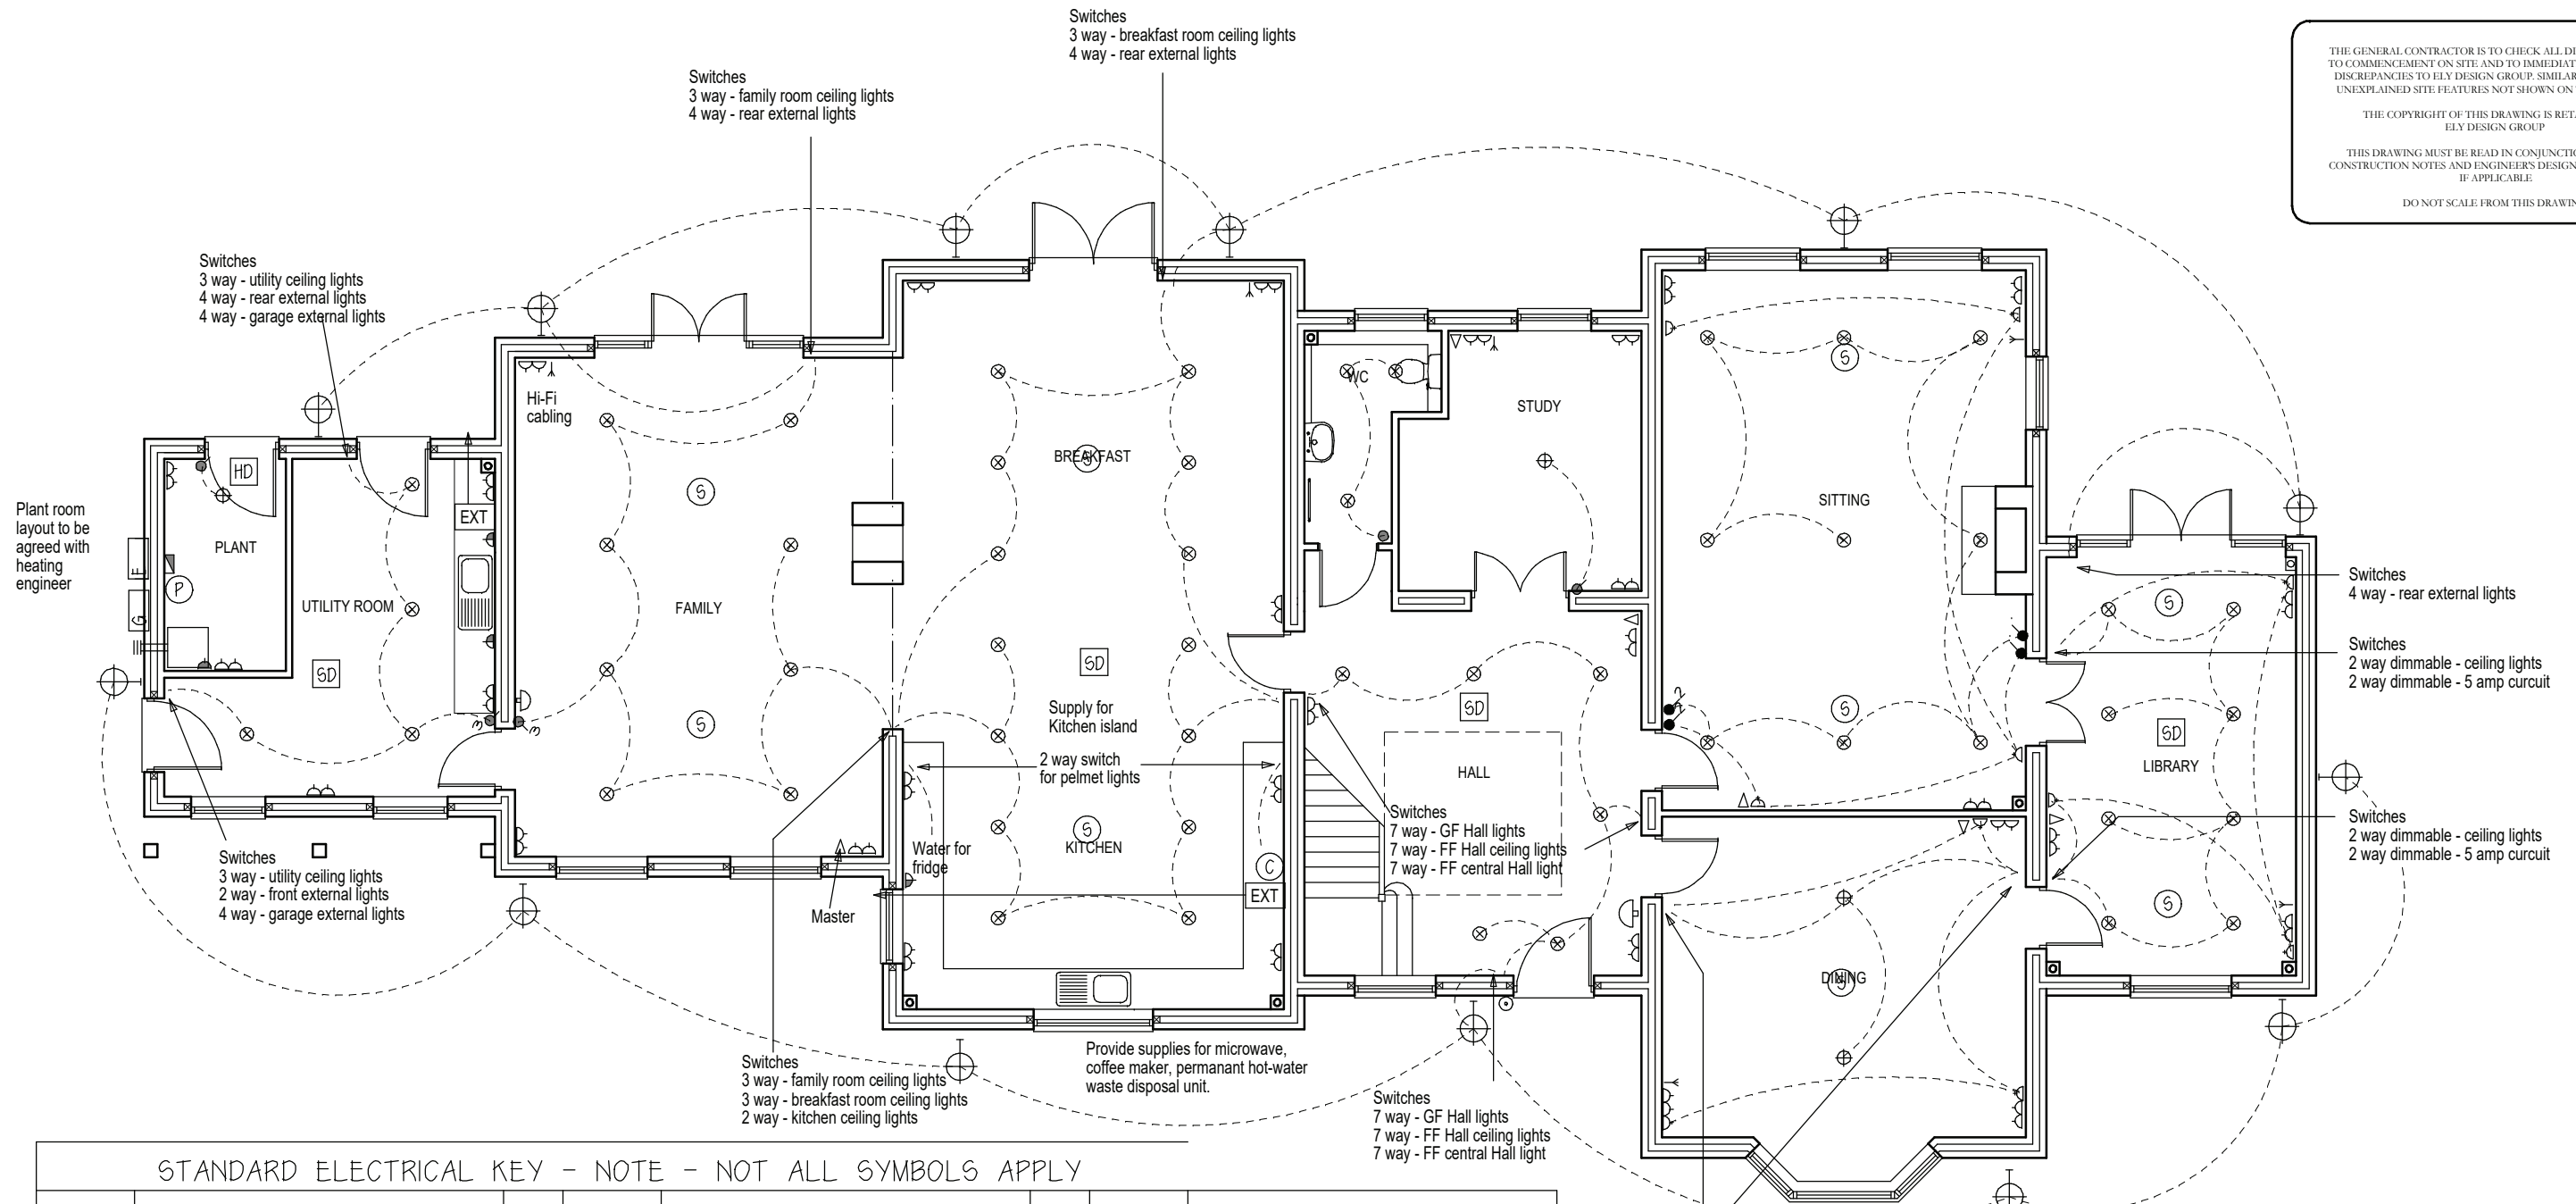 Switches
3 way - breakfast room ceiling lights
4 way - rear external lights
Switches
3 way - family room ceiling lights
4 way - rear external lights
Switches
3 way - utility ceiling lights
4 way - rear external lights
4 way - garage external lights
THE GENERAL CONTRACTOR IS TO CHECK ALL
TO COMMENCEMENT ON SITE AND TO
DISCREPANCIES TO ELY DESIGN GROUP.
UNEXPLAINED SITE FEATURES NOT SHOWN ON
THE COPYRIGHT OF THIS DRAWING IS
ELY DESIGN GROUP
THIS DRAWING MUST BE READ IN
CONSTRUCTION NOTES AND ENGINEER'S DESIGN
IF APPLICABLE
DO NOT SCALE FROM THIS
Hi-Fi
cabling
Plant room
layout to be
agreed with
heating
engineer
HD
PLANT
P
E
G
UTILITY ROOM
SD
EXT
3
3
S
FAMILY
S
BREAKFAST
S
SD
Supply for
Kitchen island
2 way switch
for pelmet lights
S
KITCHEN
Water for
fridge
C
EXT
Master
WC
STUDY
SD
HALL
Switches
7 way - GF Hall lights
7 way - FF Hall ceiling lights
7 way - FF central Hall light
S
SITTING
S
2
2
S
SD
LIBRARY
S
DINING
S
Switches
4 way - rear external lights
Switches
2 way dimmable - ceiling lights
2 way dimmable - 5 amp curcuit
Switches
2 way dimmable - ceiling lights
2 way dimmable - 5 amp curcuit
Switches
3 way - utility ceiling lights
2 way - front external lights
4 way - garage external lights
Switches
3 way - family room ceiling lights
3 way - breakfast room ceiling lights
2 way - kitchen ceiling lights
Provide supplies for microwave,
coffee maker, permanant hot-water
waste disposal unit.
Switches
7 way - GF Hall lights
7 way - FF Hall ceiling lights
7 way - FF central Hall light
STANDARD ELECTRICAL KEY - NOTE - NOT ALL SYMBOLS APPLY